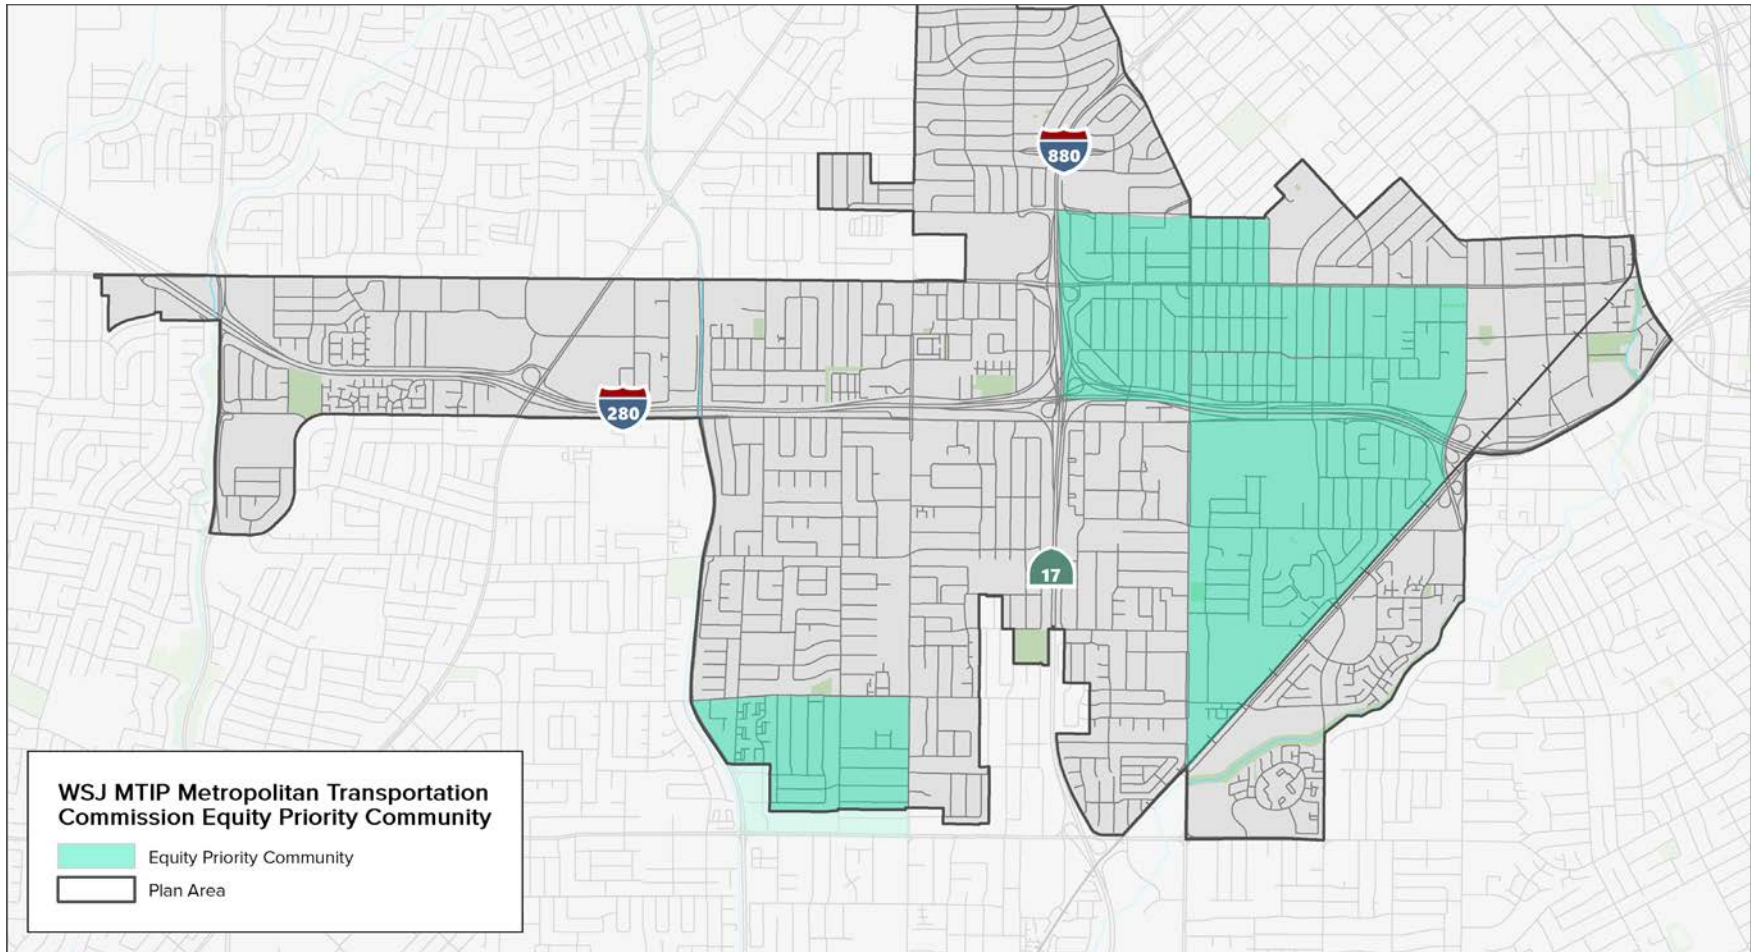 880
280
17
WSJ MTIP Metropolitan Transportation
Commission Equity Priority Community
Equity Priority Community
Plan Area